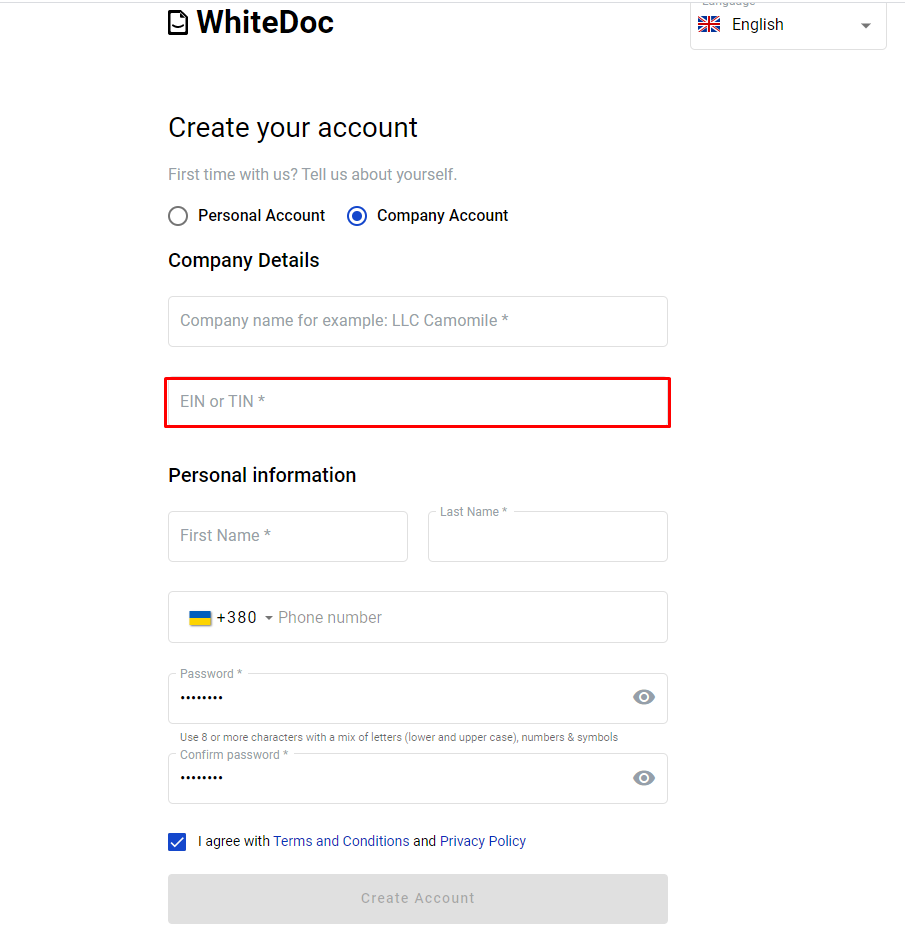 Language
WhiteDoc
English
Create your account
First time with us? Tell us about yourself.
Personal Account Company Account
Company Details
Company name for example: LLC Camomile *
EIN or TIN *
Personal information
First Name * Last Name *
+380 Phone number
Password *
••••••••
Use 8 or more characters with a mix of letters (lower and upper case), numbers & symbols
Confirm password *
••••••••
I agree with Terms and Conditions and Privacy Policy
Create Account